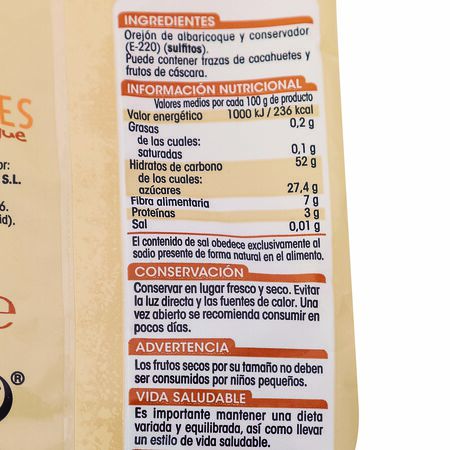 ES
que
or:
S.L.
6.
id).
e
®
INGREDIENTES
Orejón de albaricoque y conservador
(E-220) (sulfitos).
Puede contener trazas de cacahuetes y
frutos de cáscara.
INFORMACIÓN NUTRICIONAL
Valores medios por cada 100 g de producto
Valor energético 1000 kJ / 236 kcal
Grasas 0,2 g
de las cuales:
saturadas 0,1 g
Hidratos de carbono 52 g
de los cuales:
azúcares 27,4 g
Fibra alimentaria 7 g
Proteínas 3 g
Sal 0,01 g
El contenido de sal obedece exclusivamente al
sodio presente de forma natural en el alimento.
CONSERVACIÓN
Conservar en lugar fresco y seco. Evitar
la luz directa y las fuentes de calor. Una
vez abierto se recomienda consumir en
pocos días.
ADVERTENCIA
Los frutos secos por su tamaño no deben
ser consumidos por niños pequeños.
VIDA SALUDABLE
Es importante mantener una dieta
variada y equilibrada, así como llevar
un estilo de vida saludable.